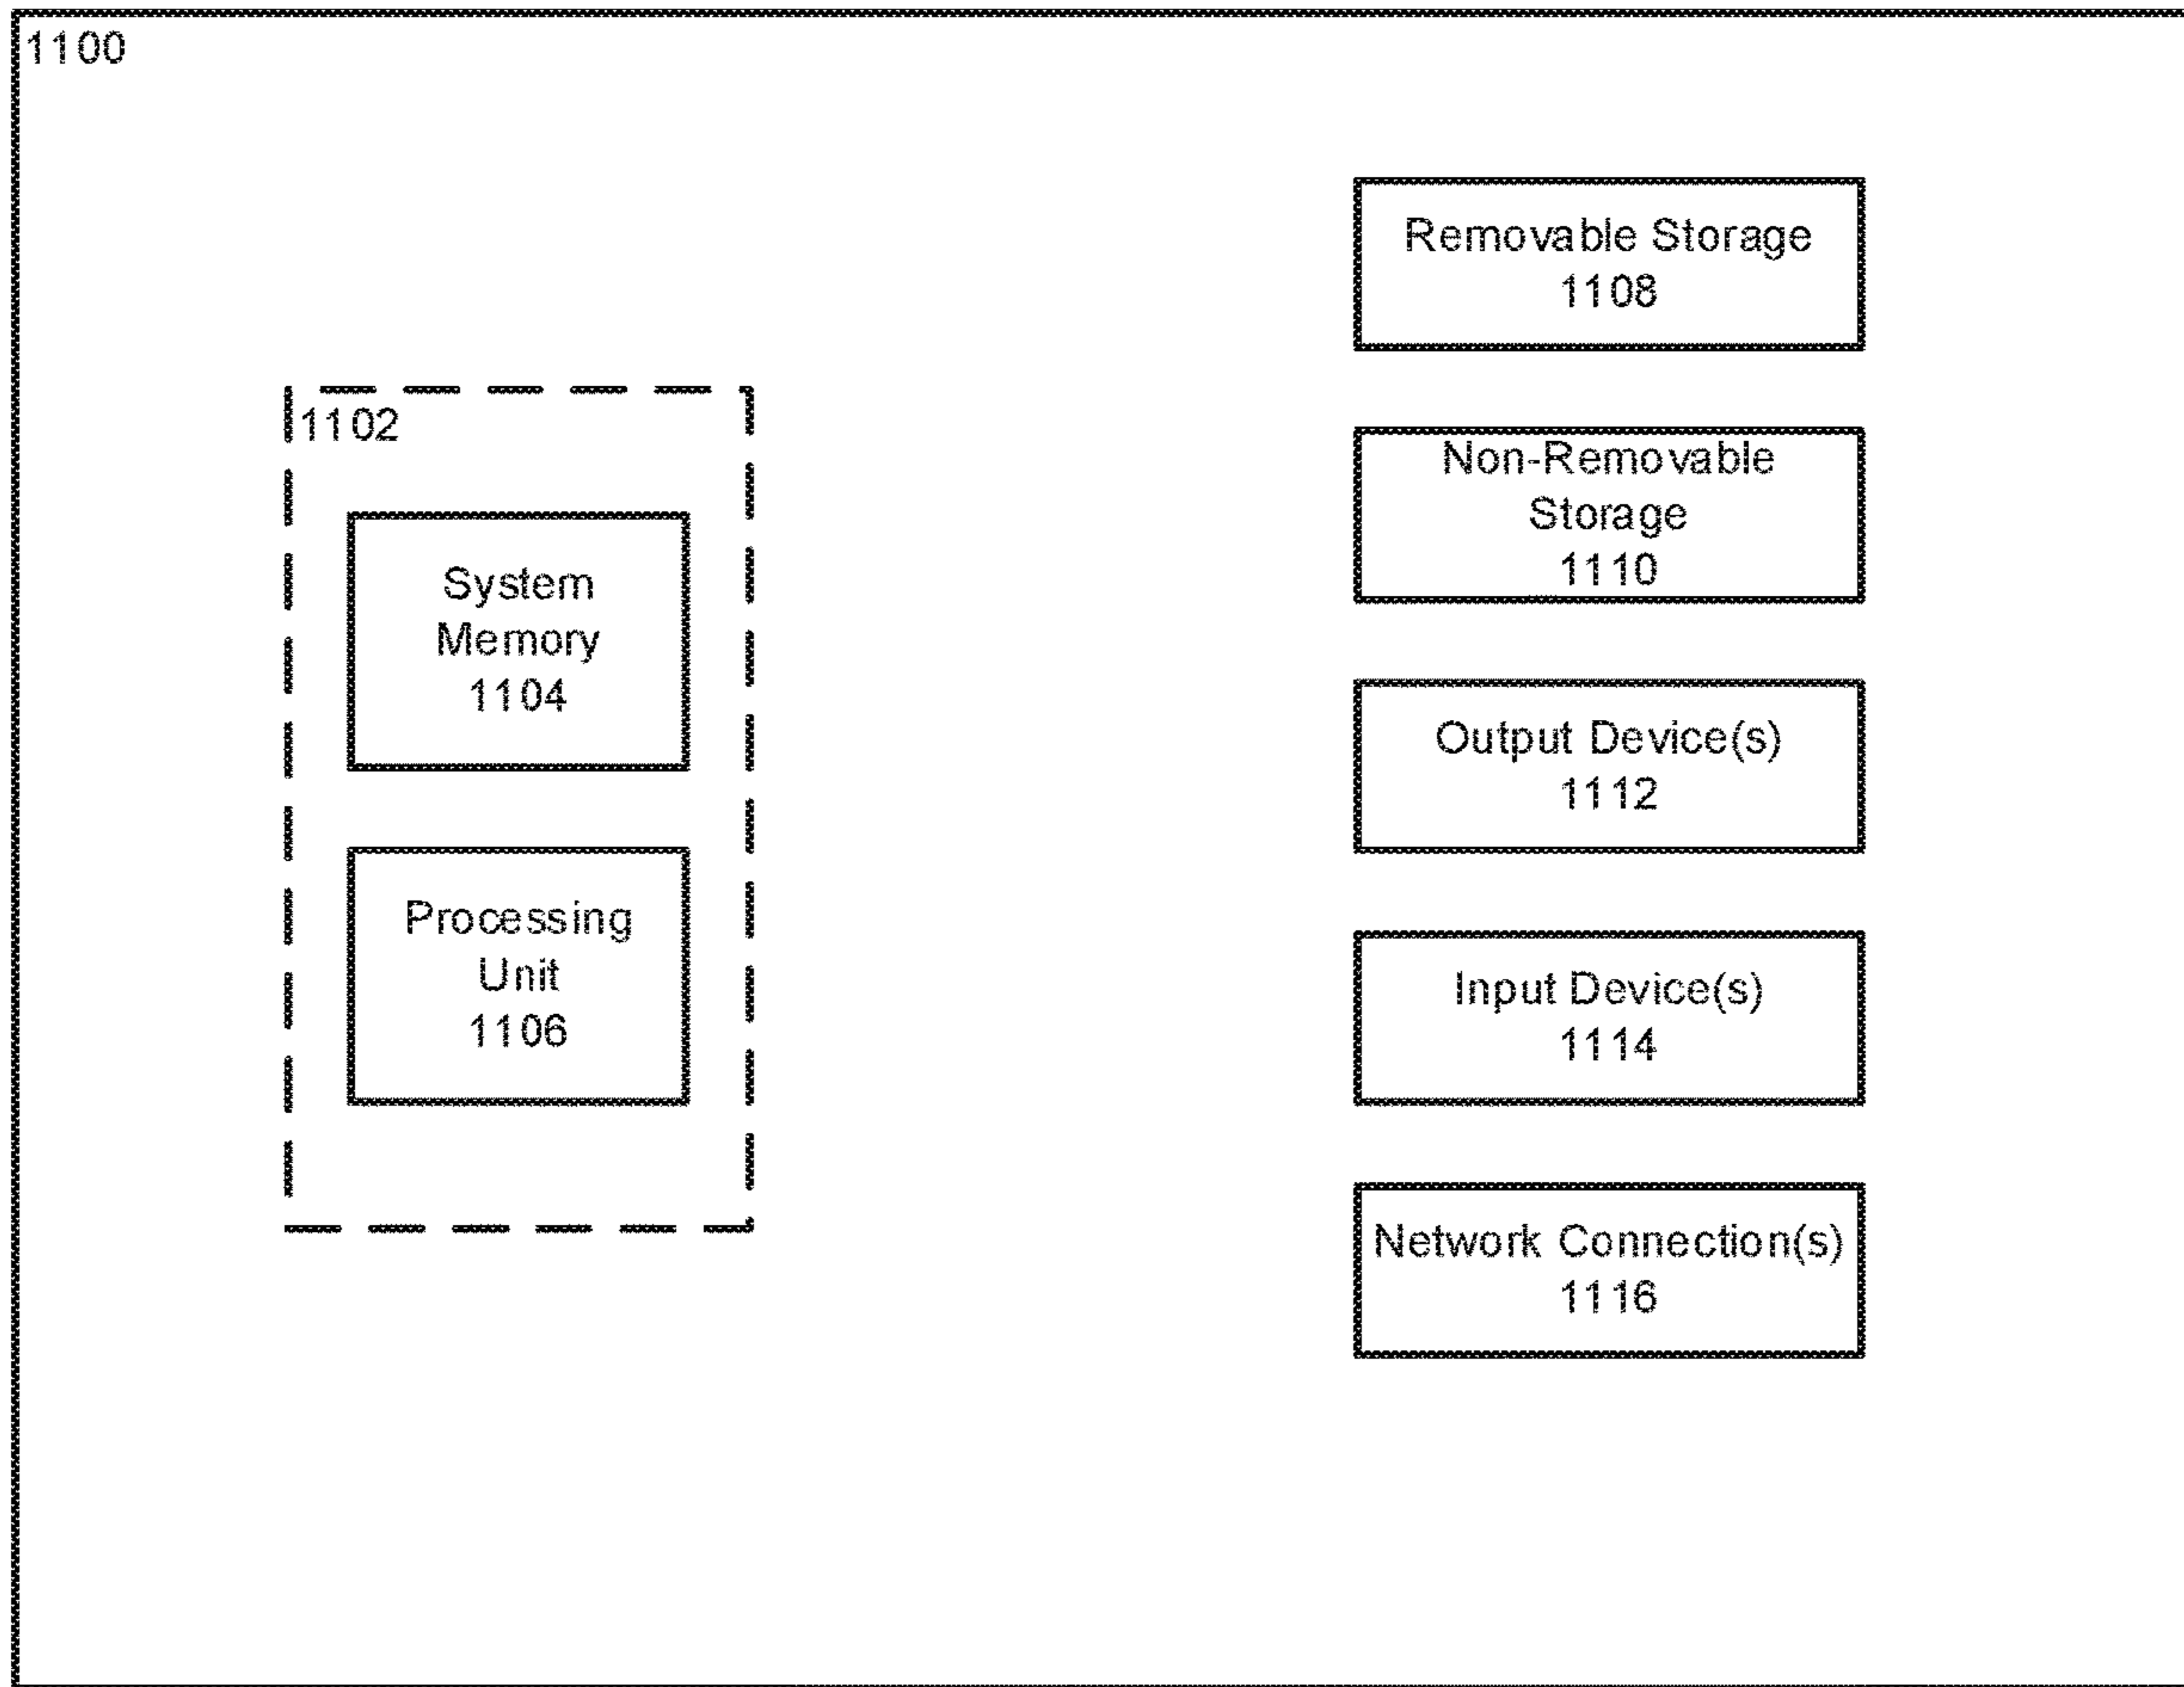 1100
1102
System
Memory
1104
Processing
Unit
1106
Removable Storage
1108
Non-Removable
Storage
1110
Output Device(s)
1112
Input Device(s)
1114
Network Connection(s)
1116